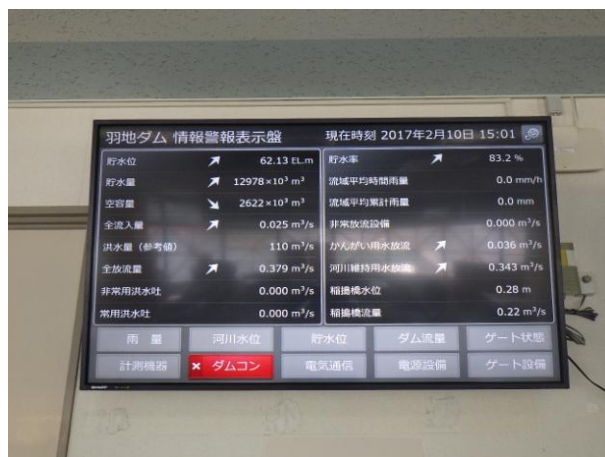 羽地ダム 情報警報表示盤
現在時刻 2017年2月10日 15:01
貯水位 ↗ 62.13 EL.m
貯水量 ↗ 12978×10³ m³
空容量 ↘ 2622×10³ m³
全流入量 ↗ 0.025 m³/s
洪水量（参考値） 110 m³/s
全放流量 ↗ 0.379 m³/s
非常用洪水吐 0.000 m³/s
常用洪水吐 0.000 m³/s
貯水率 ↗ 83.2 %
流域平均時間雨量 0.0 mm/h
流域平均累計雨量 0.0 mm
非常放流設備 0.000 m³/s
かんがい用水放流 ↗ 0.036 m³/s
河川維持用水放流 ↗ 0.343 m³/s
稲搗橋水位 0.28 m
稲搗橋流量 0.22 m³/s
雨 量 河川水位 貯水位 ダム流量 ゲート状態
計測機器 × ダムコン 電気通信 電源設備 ゲート設備
SHARP